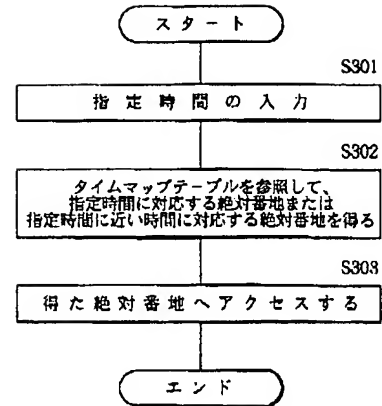 スタート
S301
指定時間の入力
S302
タイムマップテーブルを参照して、
指定時間に対応する絶対番地または
指定時間に近い時間に対応する絶対番地を得る
S303
得た絶対番地へアクセスする
エンド